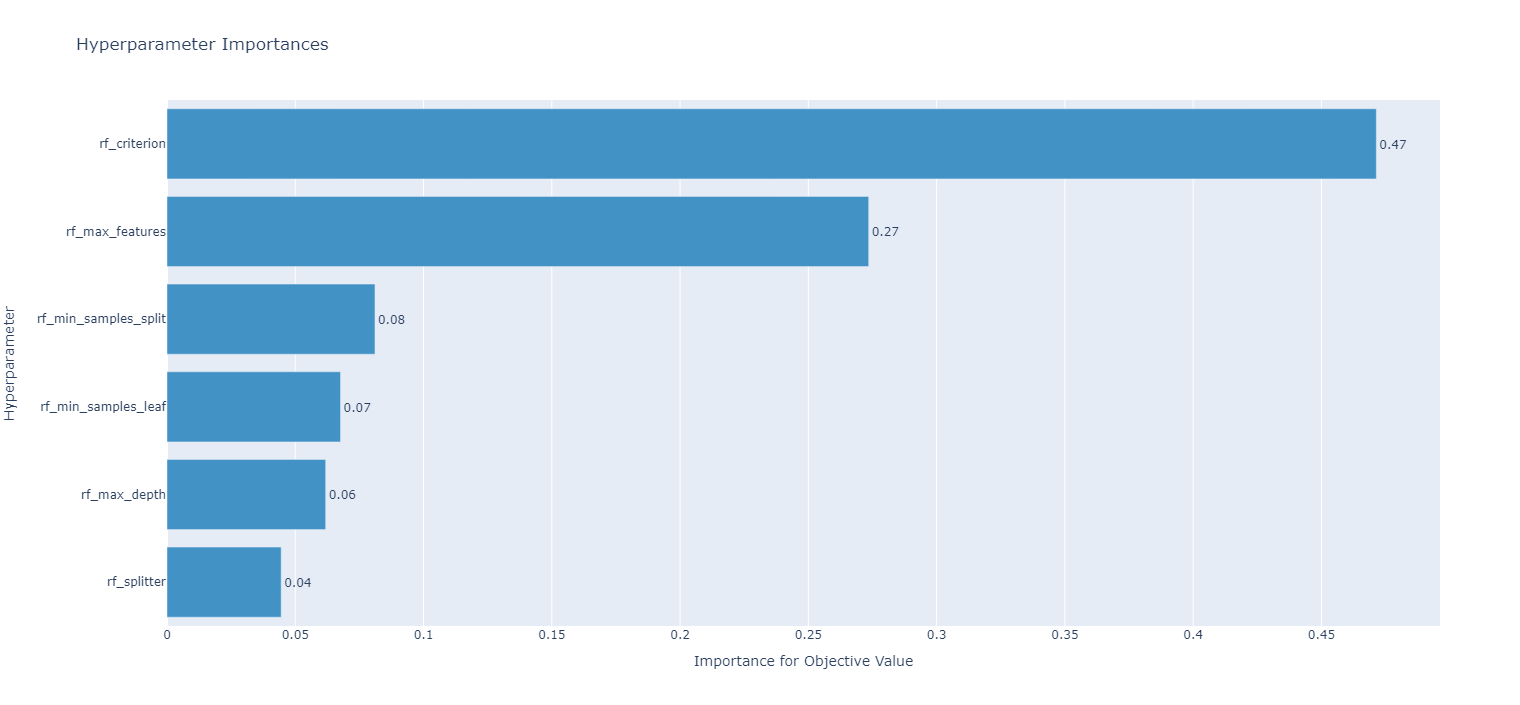 Hyperparameter Importances
Hyperparameter
rf_criterion
0.47
rf_max_features
0.27
rf_min_samples_split
0.08
rf_min_samples_leaf
0.07
rf_max_depth
0.06
rf_splitter
0.04
0 0.05 0.1 0.15 0.2 0.25 0.3 0.35 0.4 0.45
Importance for Objective Value